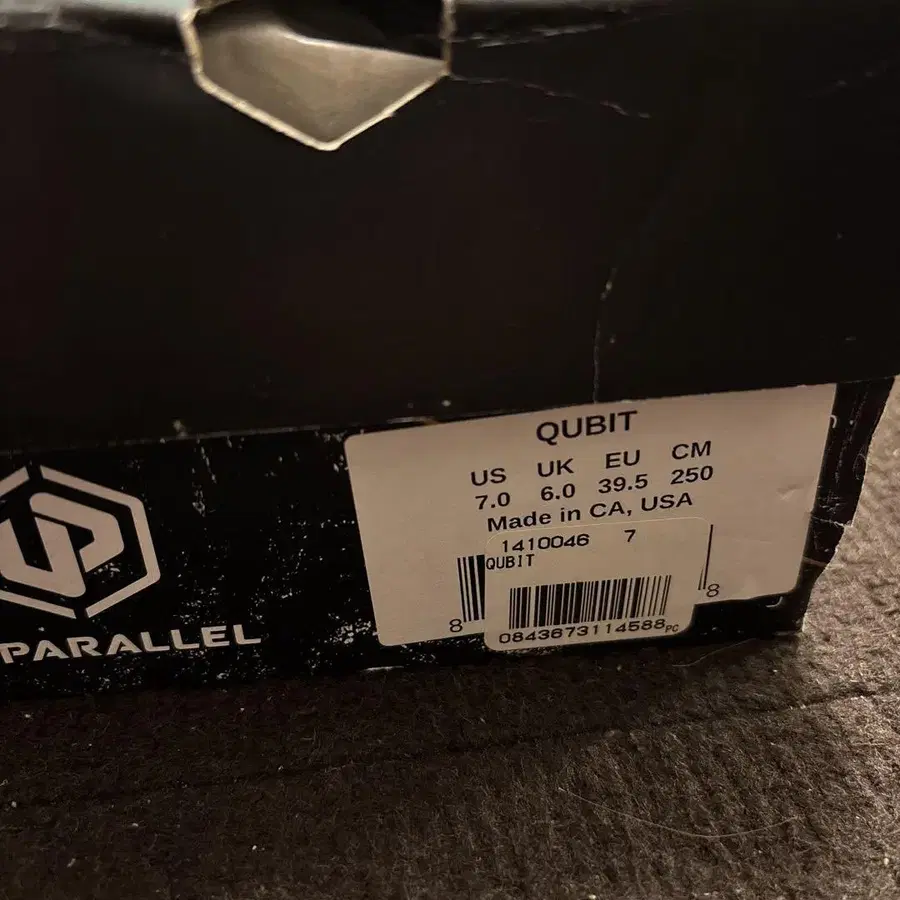 QUBIT
US UK EU CM
7.0 6.0 39.5 250
Made in CA, USA
1410046 7
QUBIT
8 8
0843673114588PC
PARALLEL